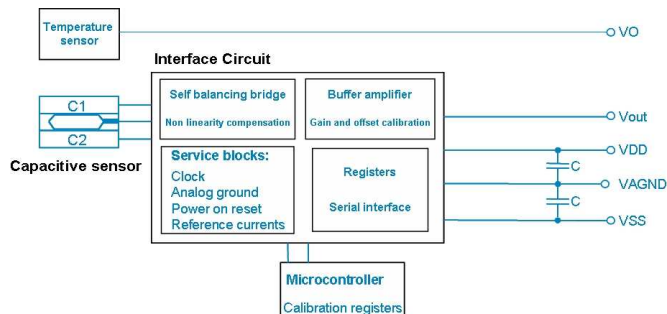 Temperature
sensor
VO
Interface Circuit
C1
C2
Capacitive sensor
Self balancing bridge
Non linearity compensation
Buffer amplifier
Gain and offset calibration
Service blocks:
Clock
Analog ground
Power on reset
Reference currents
Registers
Serial interface
Vout
VDD
C
VAGND
C
VSS
Microcontroller
Calibration registers